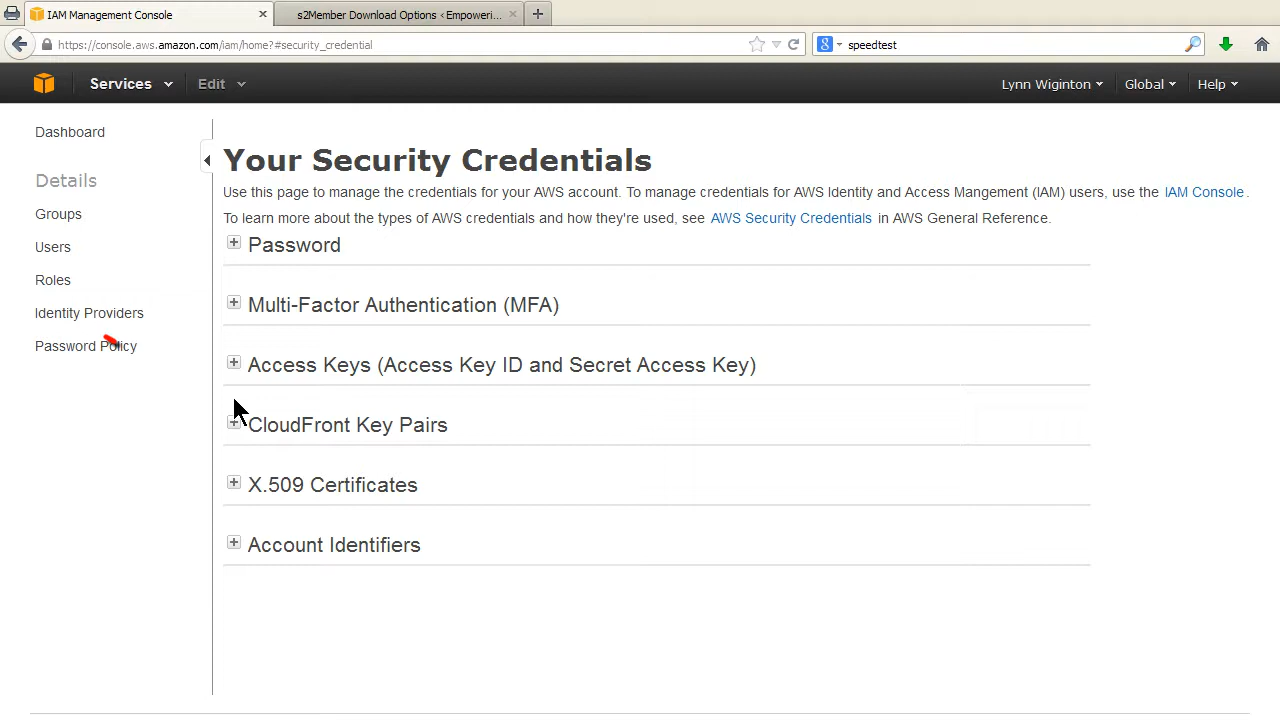 IAM Management Console
s2Member Download Options ‹ Empoweri...
https://console.aws.amazon.com/iam/home?#security_credential
speedtest
Services
Edit
Lynn Wiginton
Global
Help
Dashboard
Details
Groups
Users
Roles
Identity Providers
Password Policy
Your Security Credentials
Use this page to manage the credentials for your AWS account. To manage credentials for AWS Identity and Access Mangement (IAM) users, use the IAM Console .
To learn more about the types of AWS credentials and how they're used, see AWS Security Credentials in AWS General Reference.
Password
Multi-Factor Authentication (MFA)
Access Keys (Access Key ID and Secret Access Key)
CloudFront Key Pairs
X.509 Certificates
Account Identifiers